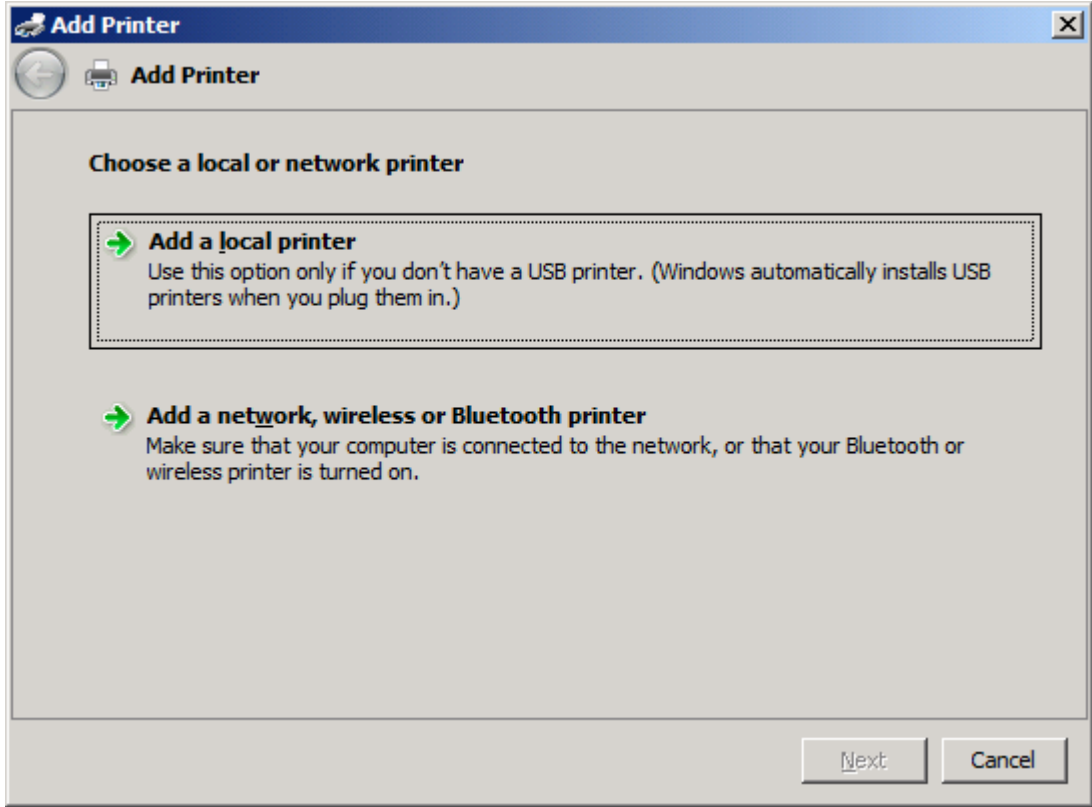 Add Printer
Add Printer
Choose a local or network printer
Add a local printer
Use this option only if you don't have a USB printer. (Windows automatically installs USB
printers when you plug them in.)
Add a network, wireless or Bluetooth printer
Make sure that your computer is connected to the network, or that your Bluetooth or
wireless printer is turned on.
Next
Cancel